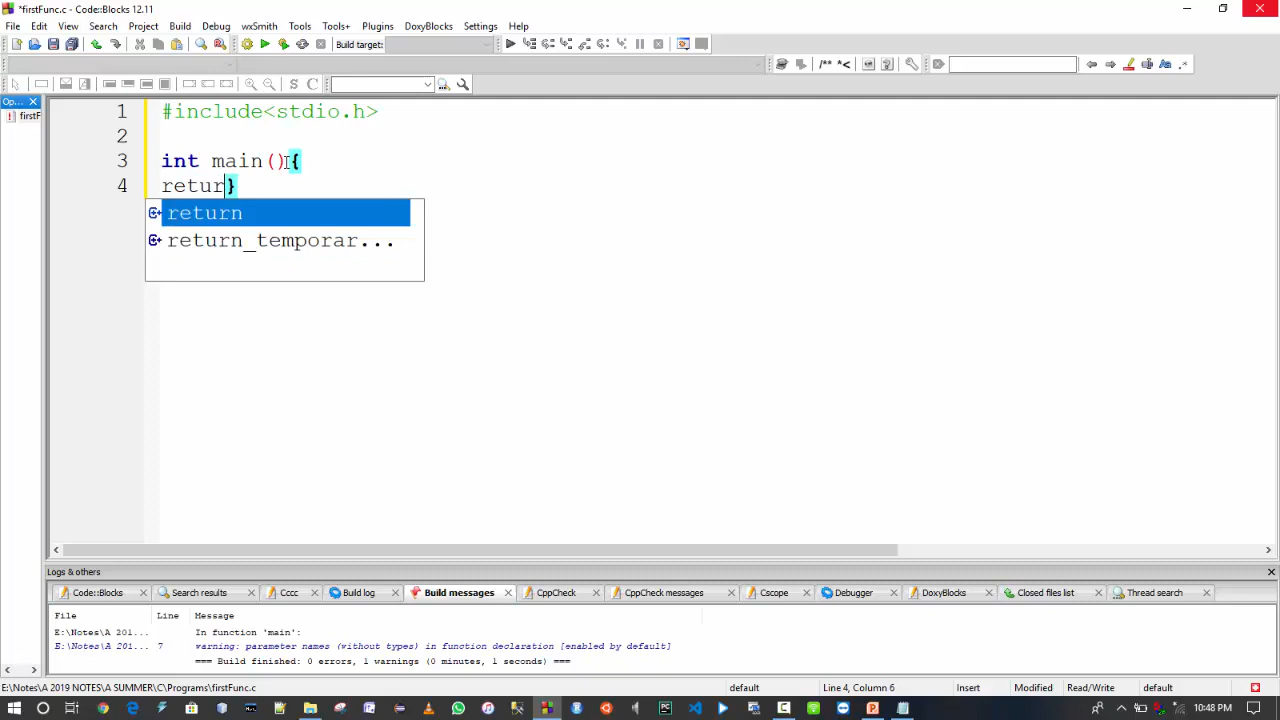 *firstFunc.c - Code::Blocks 12.11
File Edit View Search Project Build Debug wxSmith Tools Tools+ Plugins DoxyBlocks Settings Help
Build target:
/** *<
S C
Op...
firstF
1 #include<stdio.h>
2
3 int main(){
4 retur}
return
return_temporar...
Logs & others
Code::Blocks Search results Cccc Build log Build messages CppCheck CppCheck messages Cscope Debugger DoxyBlocks Closed files list Thread search
File Line Message
E:\Notes\A 201... In function 'main':
E:\Notes\A 201... 7 warning: parameter names (without types) in function declaration [enabled by default]
=== Build finished: 0 errors, 1 warnings (0 minutes, 1 seconds) ===
E:\Notes\A 2019 NOTES\A SUMMER\C\Programs\firstFunc.c default Line 4, Column 6 Insert Modified Read/Write default
10:48 PM